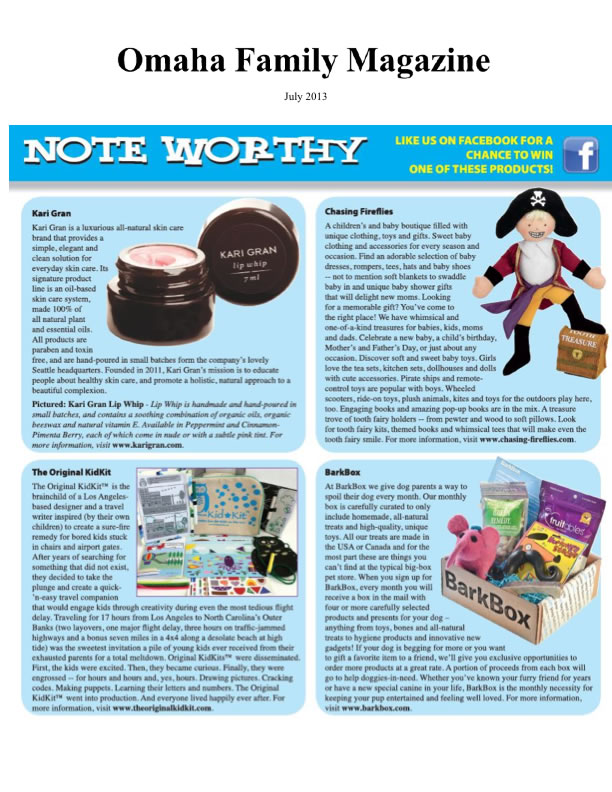 Omaha Family Magazine
July 2013
NOTE WORTHY
LIKE US ON FACEBOOK FOR A
CHANCE TO WIN
ONE OF THESE PRODUCTS!
f
Kari Gran
Kari Gran is a luxurious all-natural skin care
brand that provides a
simple, elegant and
clean solution for
everyday skin care. Its
signature product
line is an oil-based
skin care system,
made 100% of
all natural plant
and essential oils.
All products are
paraben and toxin
free, and are hand-poured in small batches form the company's lovely
Seattle headquarters. Founded in 2011, Kari Gran's mission is to educate
people about healthy skin care, and promote a holistic, natural approach to a
beautiful complexion.
Pictured: Kari Gran Lip Whip - Lip Whip is handmade and hand-poured in
small batches, and contains a soothing combination of organic oils, organic
beeswax and natural vitamin E. Available in Peppermint and Cinnamon-
Pimenta Berry, each of which come in nude or with a subtle pink tint. For
more information, visit www.karigran.com.
KARI GRAN
lip whip
7 ml
Chasing Fireflies
A children's and baby boutique filled with
unique clothing, toys and gifts. Sweet baby
clothing and accessories for every season and
occasion. Find an adorable selection of baby
dresses, rompers, tees, hats and baby shoes
-- not to mention soft blankets to swaddle
baby in and unique baby shower gifts
that will delight new moms. Looking
for a memorable gift? You've come to
the right place! We have whimsical and
one-of-a-kind treasures for babies, kids, moms
and dads. Celebrate a new baby, a child's birthday,
Mother's and Father's Day, or just about any
occasion. Discover soft and sweet baby toys. Girls
love the tea sets, kitchen sets, dollhouses and dolls
with cute accessories. Pirate ships and remote-
control toys are popular with boys. Wheeled
scooters, ride-on toys, plush animals, kites and toys for the outdoors play here,
too. Engaging books and amazing pop-up books are in the mix. A treasure
trove of tooth fairy holders -- from pewter and wood to soft pillows. Look
for tooth fairy kits, themed books and whimsical tees that will make even the
tooth fairy smile. For more information, visit www.chasing-fireflies.com.
TOOTH
TREASURE
The Original KidKit
The Original KidKit™ is the
brainchild of a Los Angeles-
based designer and a travel
writer inspired (by their own
children) to create a sure-fire
remedy for bored kids stuck
in chairs and airport gates.
After years of searching for
something that did not exist,
they decided to take the
plunge and create a quick-
'n-easy travel companion
that would engage kids through creativity during even the most tedious flight
delay. Traveling for 17 hours from Los Angeles to North Carolina's Outer
Banks (two layovers, one major flight delay, three hours on traffic-jammed
highways and a bonus seven miles in a 4x4 along a desolate beach at high
tide) was the sweetest invitation a pile of young kids ever received from their
exhausted parents for a total meltdown. Original KidKits™ were disseminated.
First, the kids were excited. Then, they became curious. Finally, they were
engrossed -- for hours and hours and, yes, hours. Drawing pictures. Cracking
codes. Making puppets. Learning their letters and numbers. The Original
KidKit™ went into production. And everyone lived happily ever after. For
more information, visit www.theoriginalkidkit.com.
Kid Kit
BarkBox
At BarkBox we give dog parents a way to
spoil their dog every month. Our monthly
box is carefully curated to only
include homemade, all-natural
treats and high-quality, unique
toys. All our treats are made in
the USA or Canada and for the
most part these are things you
can't find at the typical big-box
pet store. When you sign up for
BarkBox, every month you will
receive a box in the mail with
four or more carefully selected
products and presents for your dog –
anything from toys, bones and all-natural
treats to hygiene products and innovative new
gadgets! If your dog is begging for more or you want
to gift a favorite item to a friend, we'll give you exclusive opportunities to
order more products at a great rate. A portion of proceeds from each box will
go to help doggies-in-need. Whether you've known your furry friend for years
or have a new special canine in your life, BarkBox is the monthly necessity for
keeping your pup entertained and feeling well loved. For more information,
visit www.barkbox.com.
fruitables
BarkBox